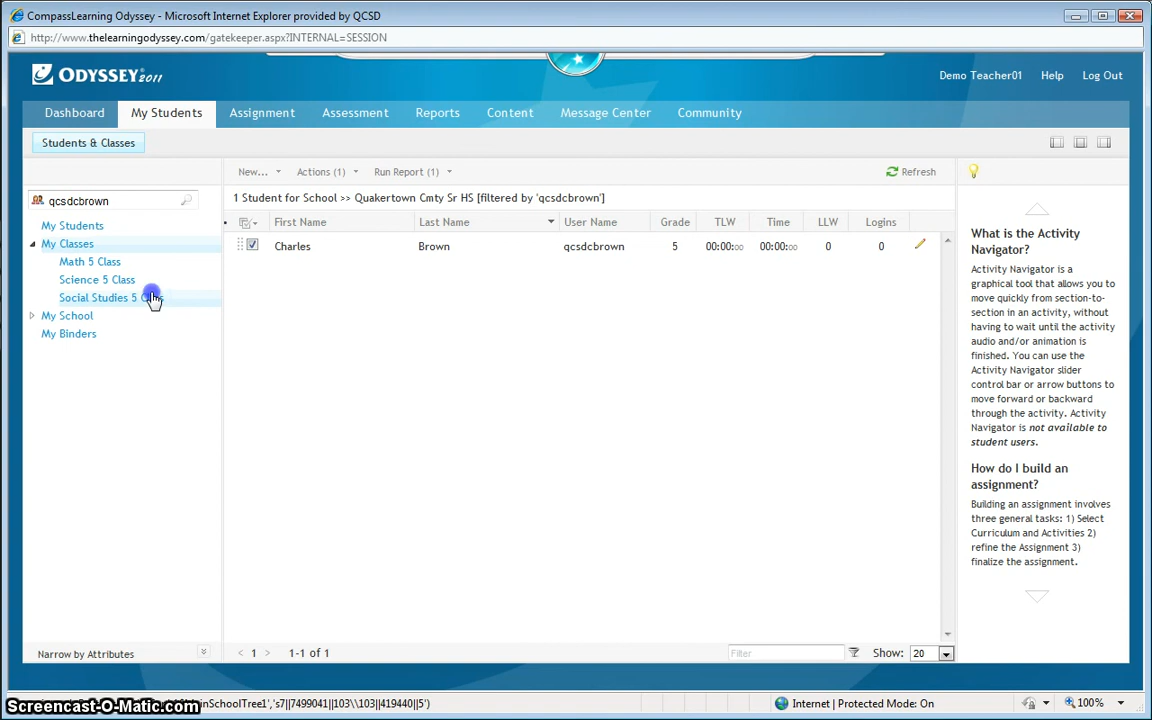 CompassLearning Odyssey - Microsoft Internet Explorer provided by QCSD
http://www.thelearningodyssey.com/gatekeeper.aspx?INTERNAL=SESSION
ODYSSEY 2011
Demo Teacher01 Help Log Out
Dashboard My Students Assignment Assessment Reports Content Message Center Community
Students & Classes
qcsdcbrown
My Students
My Classes
Math 5 Class
Science 5 Class
Social Studies 5
My School
My Binders
Narrow by Attributes
New... Actions (1) Run Report (1) Refresh
1 Student for School >> Quakertown Cmty Sr HS [filtered by 'qcsdcbrown']
First Name Last Name User Name Grade TLW Time LLW Logins
Charles Brown qcsdcbrown 5 00:00:00 00:00:00 0 0
< 1 > 1-1 of 1 Filter Show: 20
What is the Activity
Navigator?
Activity Navigator is a
graphical tool that allows you to
move quickly from section-to-
section in an activity, without
having to wait until the activity
audio and/or animation is
finished. You can use the
Activity Navigator slider
control bar or arrow buttons to
move forward or backward
through the activity. Activity
Navigator is not available to
student users.
How do I build an
assignment?
Building an assignment involves
three general tasks: 1) Select
Curriculum and Activities 2)
refine the Assignment 3)
finalize the assignment.
inSchoolTree1','s7||7499041||103\\103||419440||5')
Internet | Protected Mode: On
100%
Screencast-O-Matic.com